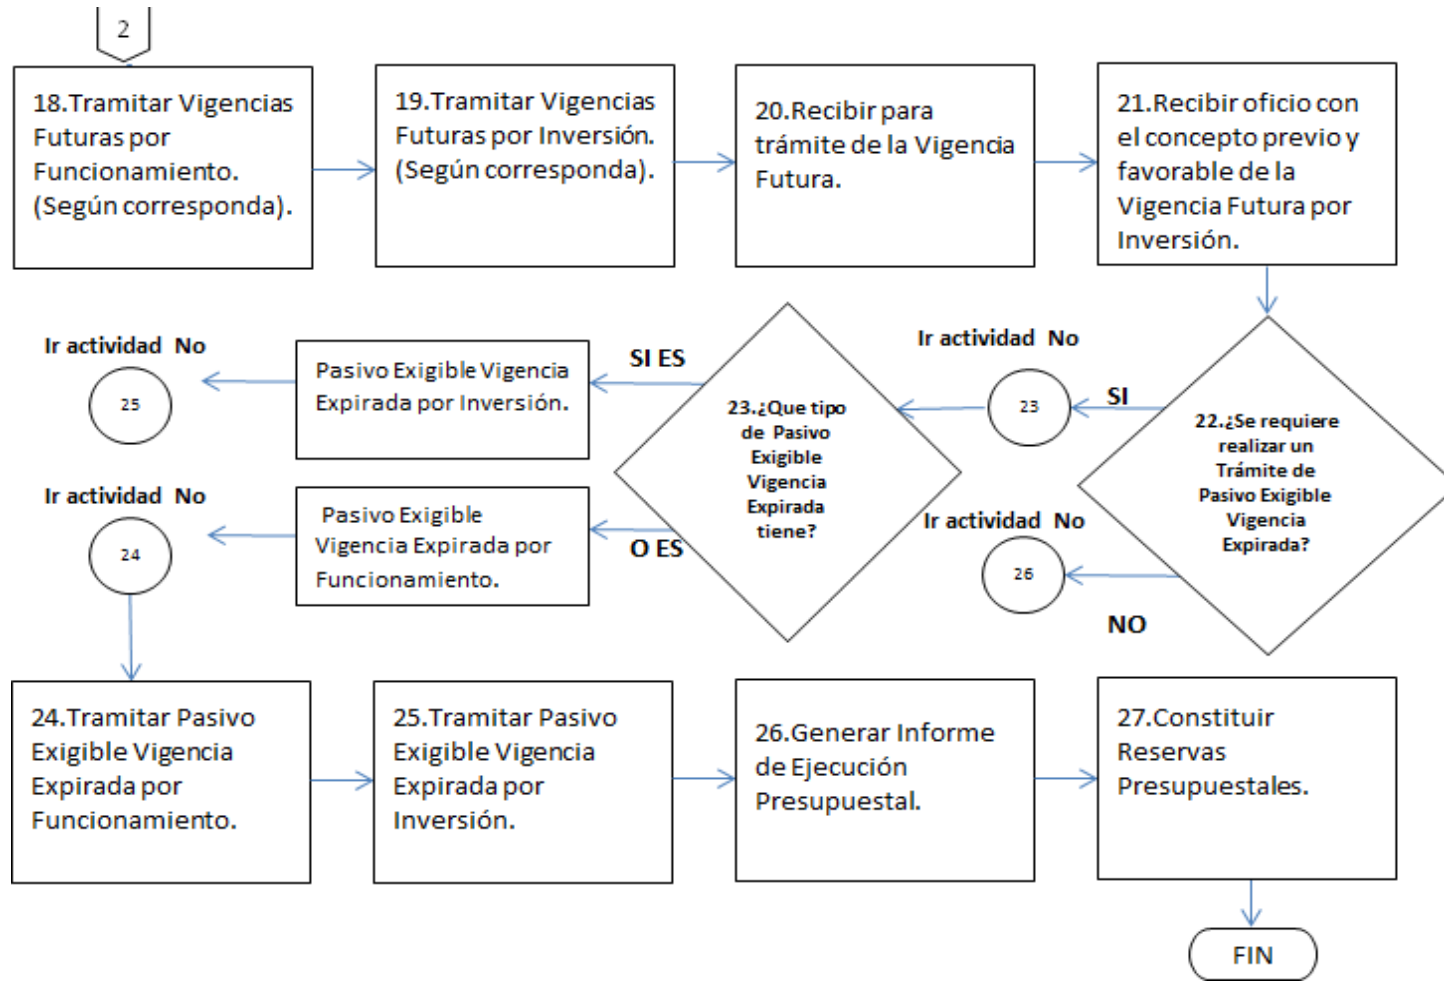 2
18.Tramitar Vigencias
Futuras por
Funcionamiento.
(Según corresponda).
19.Tramitar Vigencias
Futuras por Inversión.
(Según corresponda).
20.Recibir para
trámite de la Vigencia
Futura.
21.Recibir oficio con
el concepto previo y
favorable de la
Vigencia Futura por
Inversión.
22.¿Se requiere
realizar un
Trámite de
Pasivo Exigible
Vigencia
Expirada?
SI
Ir actividad No
23
NO
Ir actividad No
26
23.¿Que tipo
de Pasivo
Exigible
Vigencia
Expirada
tiene?
SI ES
Pasivo Exigible Vigencia
Expirada por Inversión.
Ir actividad No
25
O ES
Pasivo Exigible
Vigencia Expirada por
Funcionamiento.
Ir actividad No
24
24.Tramitar Pasivo
Exigible Vigencia
Expirada por
Funcionamiento.
25.Tramitar Pasivo
Exigible Vigencia
Expirada por
Inversión.
26.Generar Informe
de Ejecución
Presupuestal.
27.Constituir
Reservas
Presupuestales.
FIN